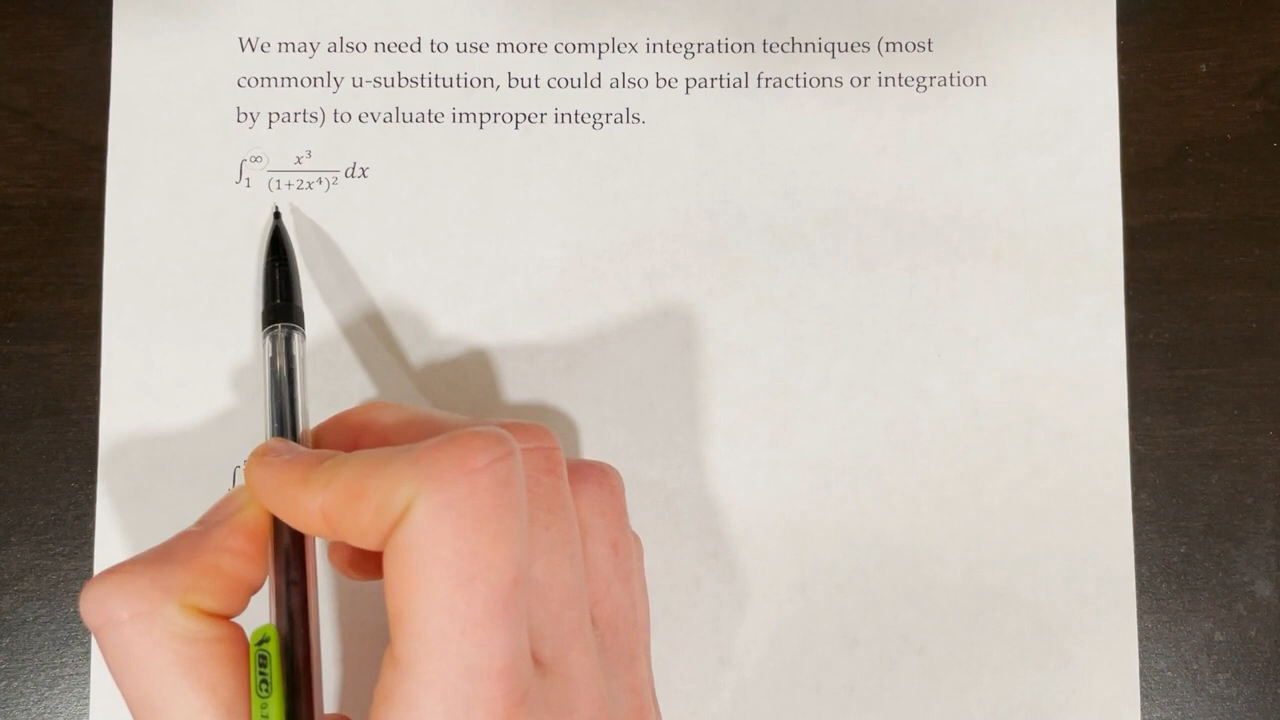 We may also need to use more complex integration techniques (most
commonly u-substitution, but could also be partial fractions or integration
by parts) to evaluate improper integrals.
∫₁^∞ x³/(1+2x⁴)² dx
∫
BIC